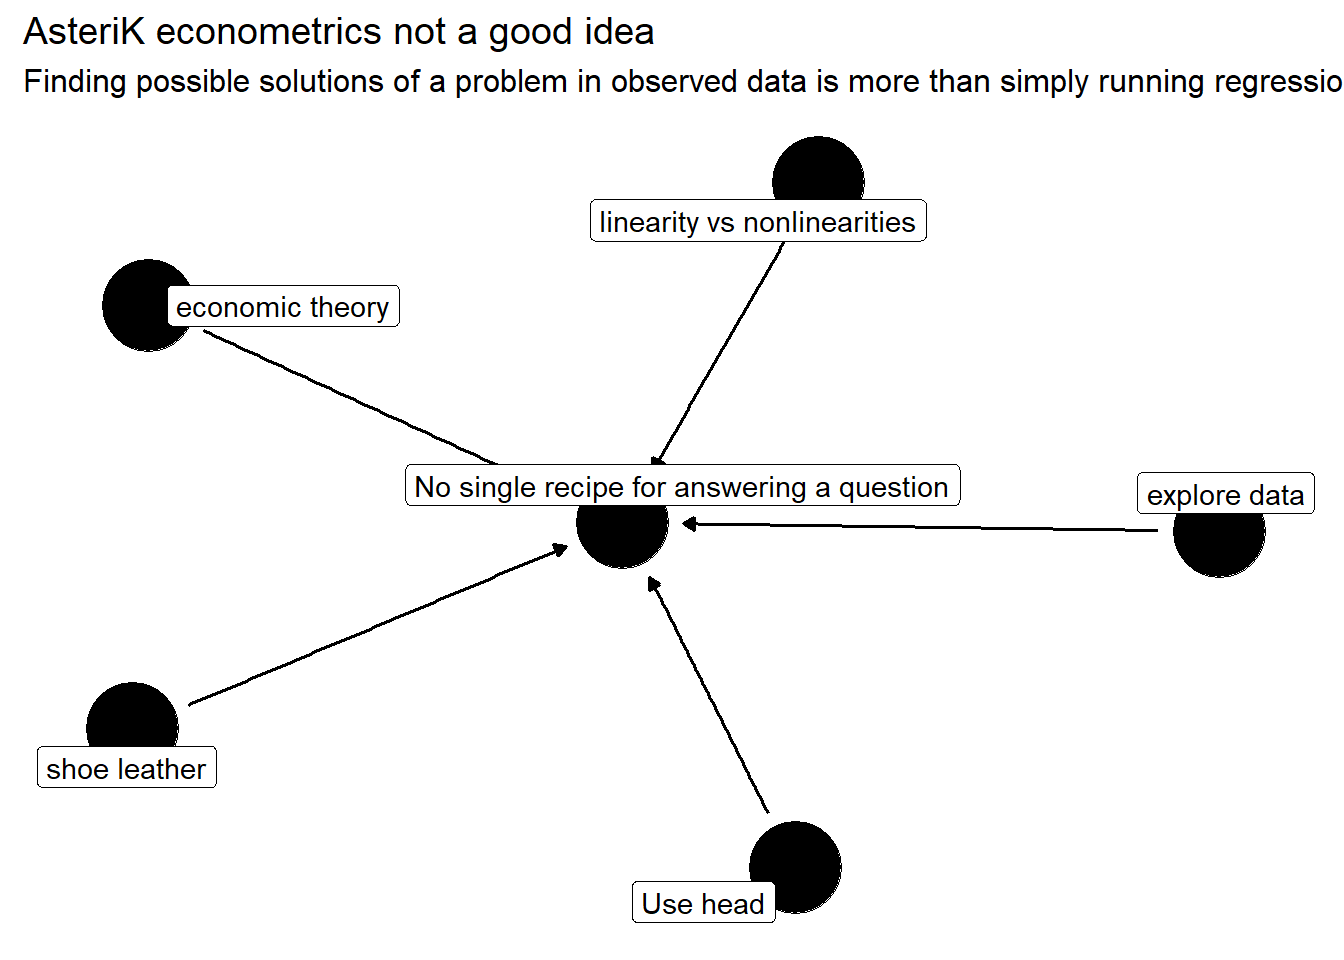 AsteriK econometrics not a good idea
Finding possible solutions of a problem in observed data is more than simply running regressio
linearity vs nonlinearities
economic theory
No single recipe for answering a question
explore data
shoe leather
Use head